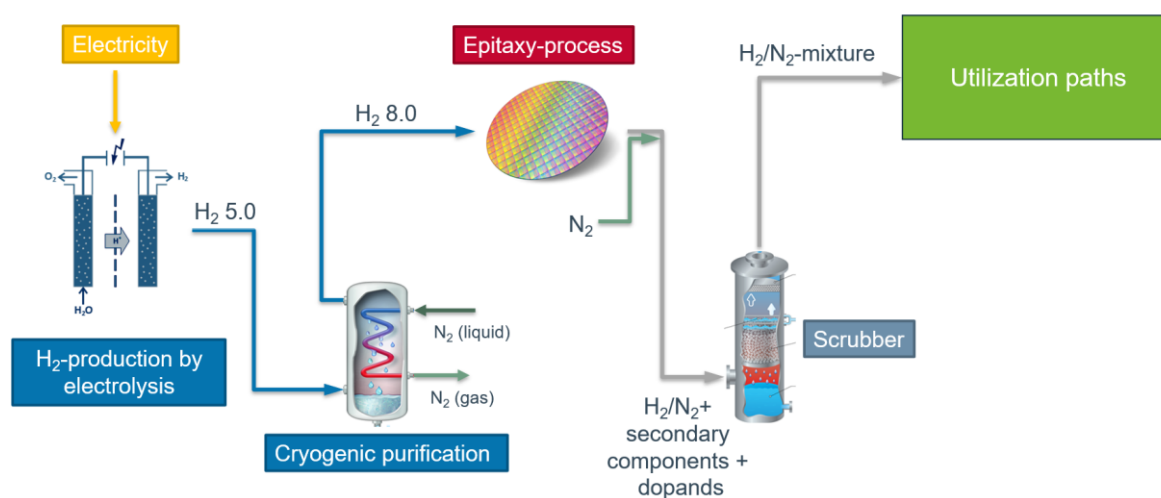 Electricity
O₂
H₂
H⁺
H₂O
H₂-production by
electrolysis
H₂ 5.0
H₂ 8.0
N₂ (liquid)
N₂ (gas)
Cryogenic purification
Epitaxy-process
N₂
H₂/N₂+
secondary
components +
dopands
Scrubber
H₂/N₂-mixture
Utilization paths